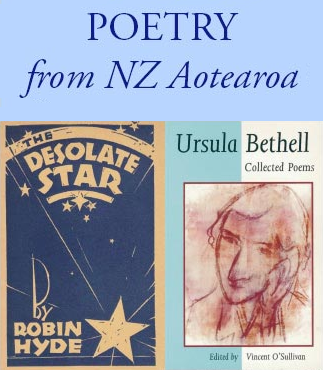 POETRY
from NZ Aotearoa
THE
DESOLATE
STAR
By
ROBIN
HYDE
Ursula Bethell
Collected Poems
Edited by Vincent O'Sullivan